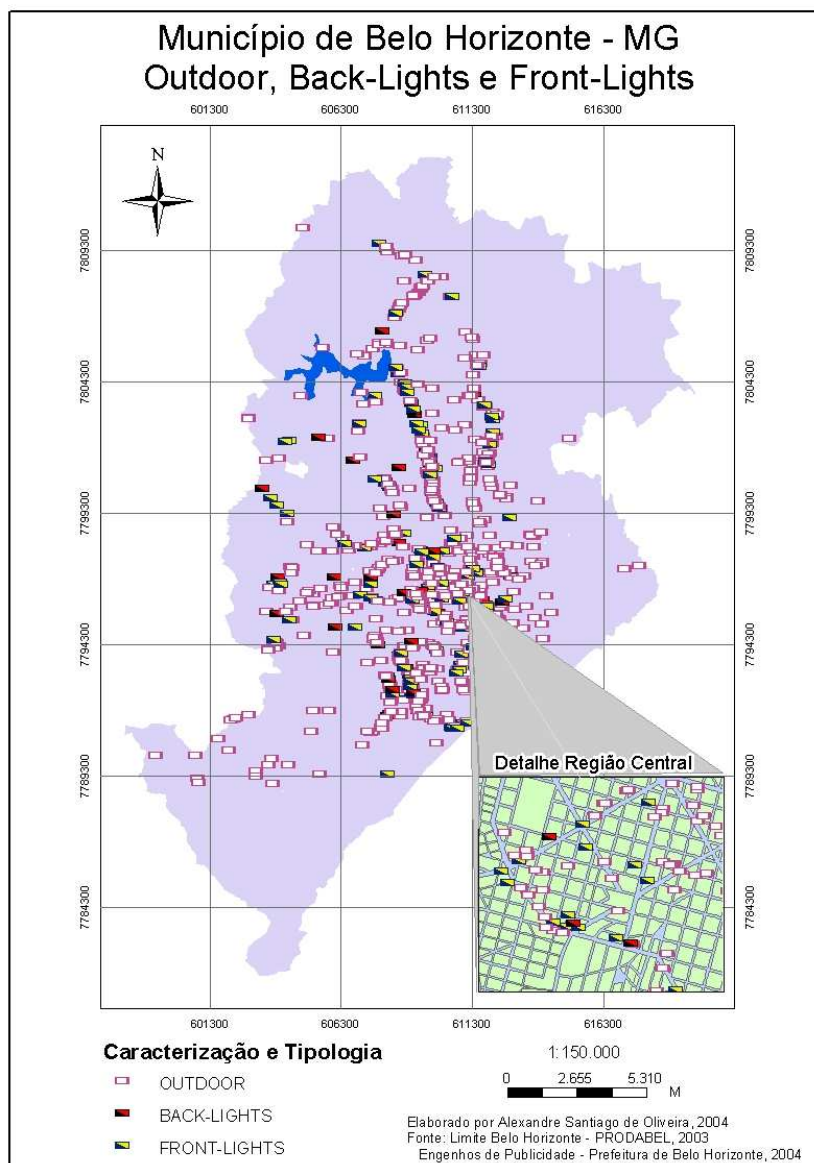 Município de Belo Horizonte - MG
Outdoor, Back-Lights e Front-Lights
601300 606300 611300 616300
N
7809300 7809300
7804300 7804300
7799300 7799300
7794300 7794300
7789300 7789300
Detalhe Região Central
7784300 7784300
601300 606300 611300 616300
Caracterização e Tipologia
1:150.000
0 2.655 5.310
M
OUTDOOR
BACK-LIGHTS
FRONT-LIGHTS
Elaborado por Alexandre Santiago de Oliveira, 2004
Fonte: Limite Belo Horizonte - PRODABEL, 2003
Engenhos de Publicidade - Prefeitura de Belo Horizonte, 2004